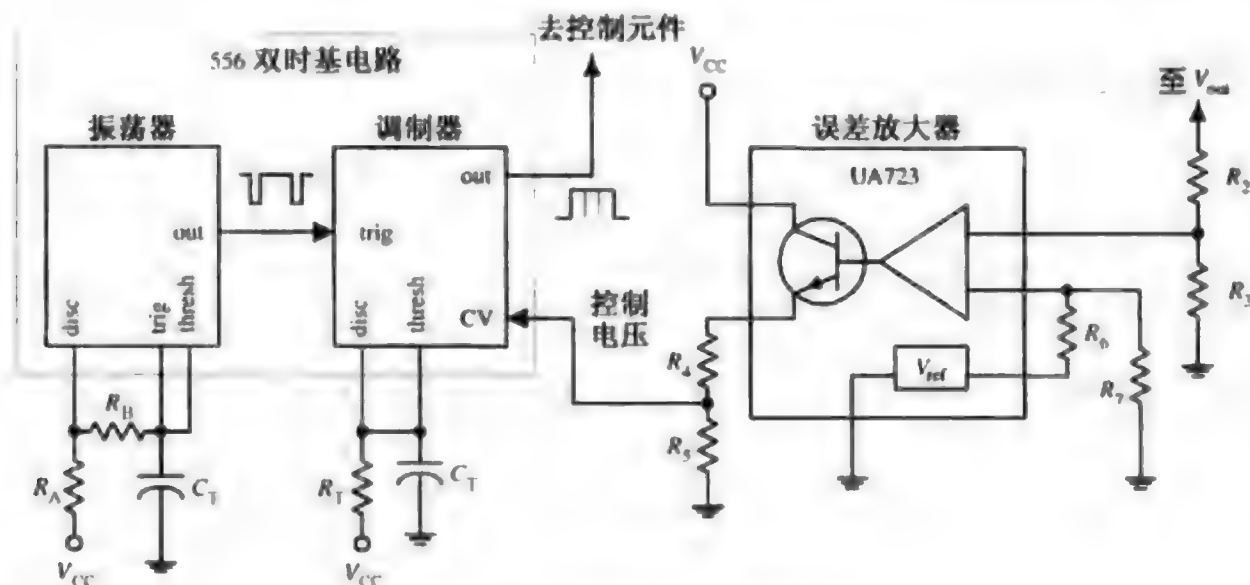 去控制元件
556 双时基电路
V_CC
至 V_out
振荡器
调制器
误差放大器
out
UA723
R_2
out
trig
disc
trig
thresh
disc
thresh
CV
控制
电压
R_3
R_4
V_ref
R_6
R_7
R_B
R_5
R_A
C_T
R_T
C_T
V_CC
V_CC